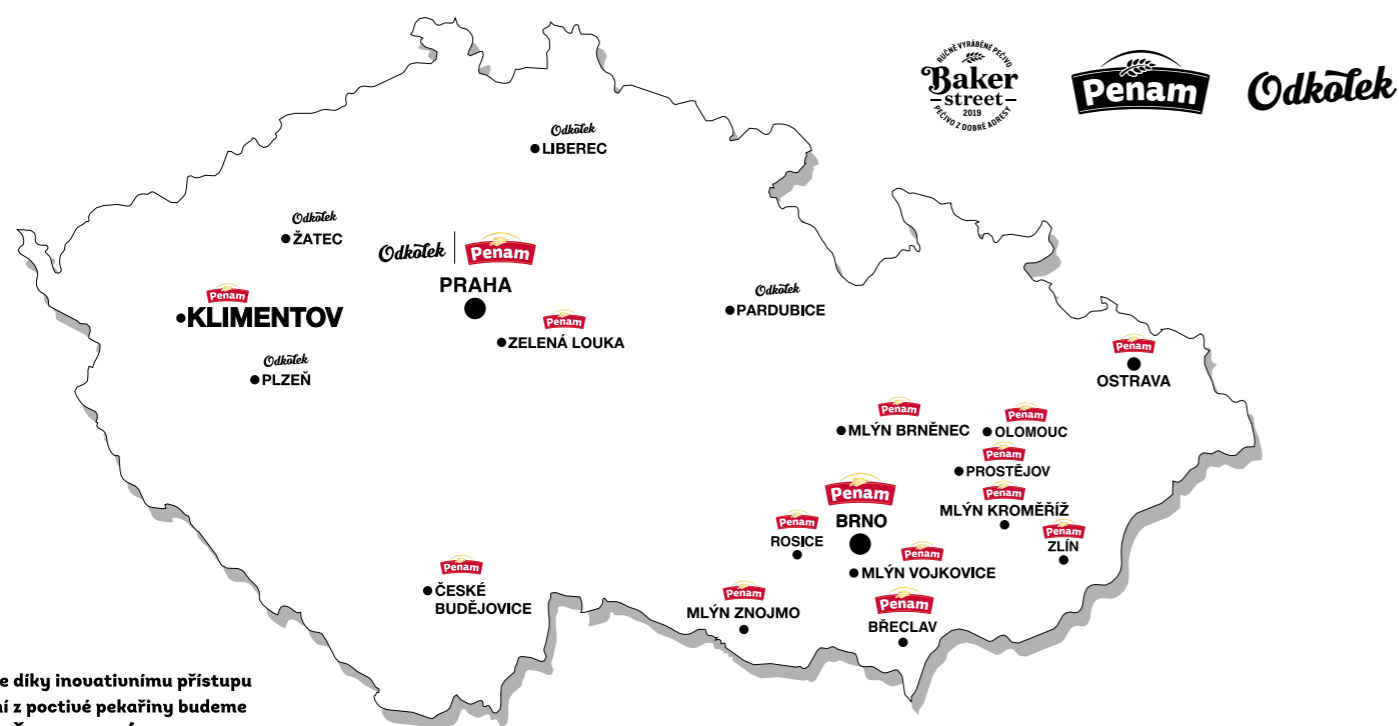 RUČNĚ VYRÁBĚNÉ PEČIVO
Baker
street
2019
PEČIVO Z DOBRÉ ADRESY
Penam
Odkolek
Odkolek
LIBEREC
Odkolek
ŽATEC
Odkolek
Penam
PRAHA
Penam
KLIMENTOV
Odkolek
PARDUBICE
Penam
ZELENÁ LOUKA
Odkolek
PLZEŇ
Penam
OSTRAVA
Penam
MLÝN BRNĚNEC
Penam
OLOMOUC
Penam
PROSTĚJOV
Penam
BRNO
Penam
MLÝN KROMĚŘÍŽ
Penam
ROSICE
Penam
ZLÍN
Penam
MLÝN VOJKOVICE
Penam
ČESKÉ
BUDĚJOVICE
Penam
MLÝN ZNOJMO
Penam
BŘECLAV
e díky inovativnímu přístupu
ní z poctivé pekařiny budeme